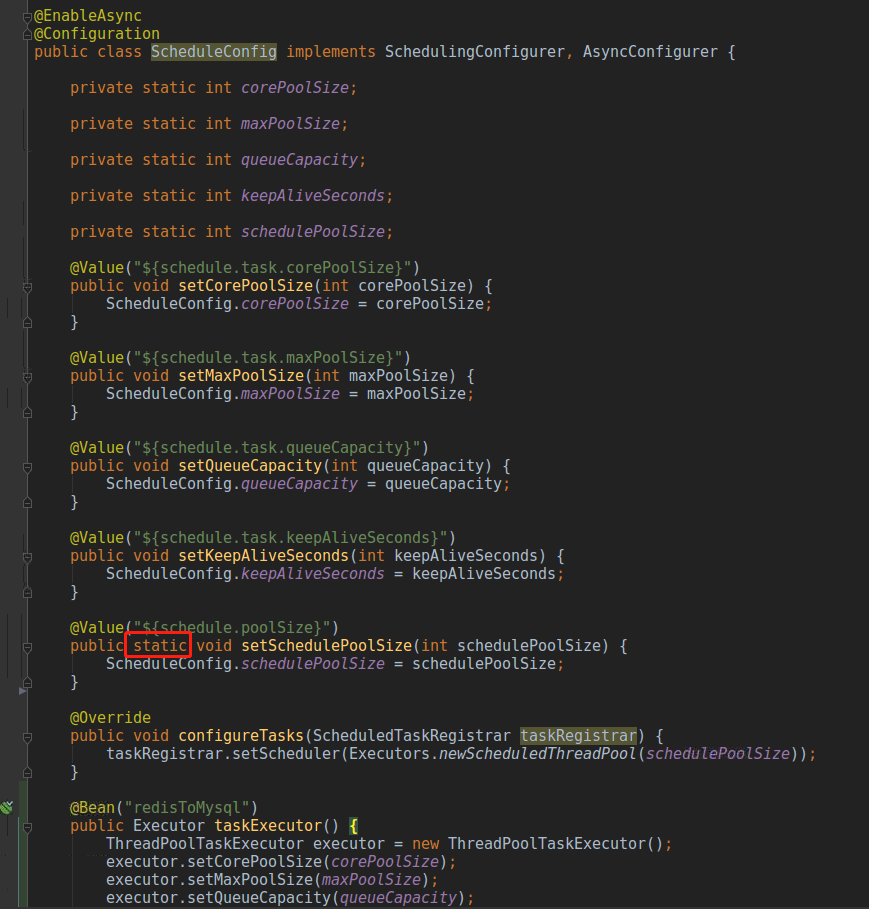 @EnableAsync
@Configuration
public class ScheduleConfig implements SchedulingConfigurer, AsyncConfigurer {
private static int corePoolSize;
private static int maxPoolSize;
private static int queueCapacity;
private static int keepAliveSeconds;
private static int schedulePoolSize;
@Value("${schedule.task.corePoolSize}")
public void setCorePoolSize(int corePoolSize) {
ScheduleConfig.corePoolSize = corePoolSize;
}
@Value("${schedule.task.maxPoolSize}")
public void setMaxPoolSize(int maxPoolSize) {
ScheduleConfig.maxPoolSize = maxPoolSize;
}
@Value("${schedule.task.queueCapacity}")
public void setQueueCapacity(int queueCapacity) {
ScheduleConfig.queueCapacity = queueCapacity;
}
@Value("${schedule.task.keepAliveSeconds}")
public void setKeepAliveSeconds(int keepAliveSeconds) {
ScheduleConfig.keepAliveSeconds = keepAliveSeconds;
}
@Value("${schedule.poolSize}")
public static void setSchedulePoolSize(int schedulePoolSize) {
ScheduleConfig.schedulePoolSize = schedulePoolSize;
}
@Override
public void configureTasks(ScheduledTaskRegistrar taskRegistrar) {
taskRegistrar.setScheduler(Executors.newScheduledThreadPool(schedulePoolSize));
}
@Bean("redisToMysql")
public Executor taskExecutor() {
ThreadPoolTaskExecutor executor = new ThreadPoolTaskExecutor();
executor.setCorePoolSize(corePoolSize);
executor.setMaxPoolSize(maxPoolSize);
executor.setQueueCapacity(queueCapacity);